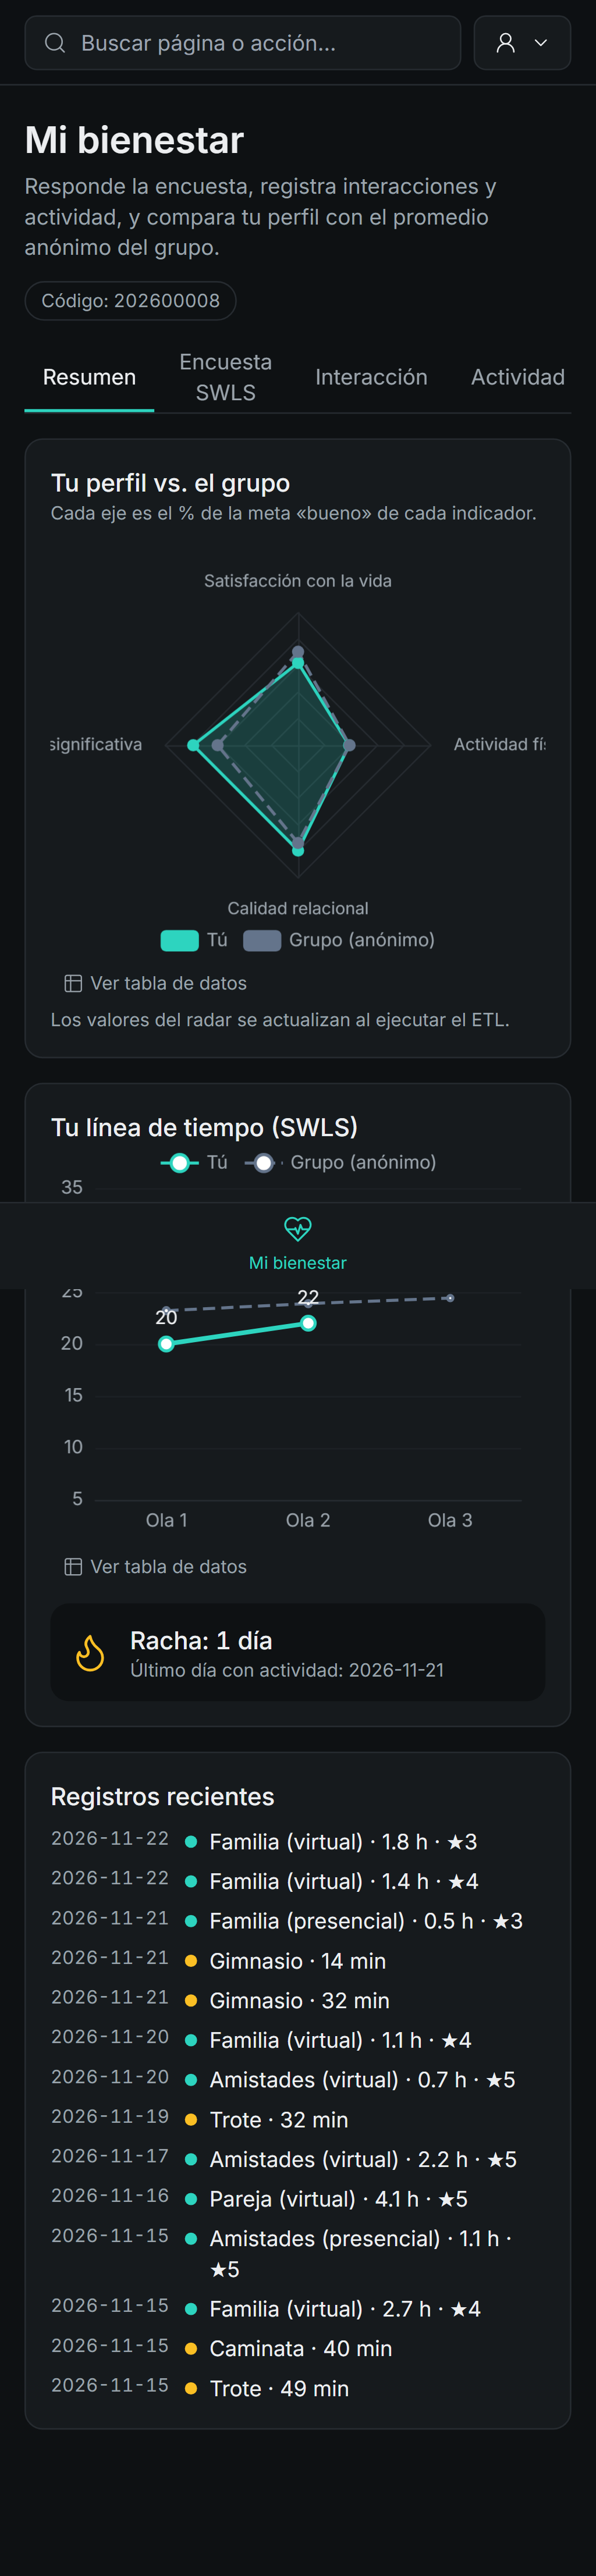 Buscar página o acción...
Mi bienestar
Responde la encuesta, registra interacciones y
actividad, y compara tu perfil con el promedio
anónimo del grupo.
Código: 202600008
Resumen
Encuesta
SWLS
Interacción
Actividad
Tu perfil vs. el grupo
Cada eje es el % de la meta «bueno» de cada indicador.
Satisfacción con la vida
significativa
Actividad fís
Calidad relacional
Tú
Grupo (anónimo)
Ver tabla de datos
Los valores del radar se actualizan al ejecutar el ETL.
Tu línea de tiempo (SWLS)
Tú
Grupo (anónimo)
35
Mi bienestar
25
20
22
20
15
10
5
Ola 1
Ola 2
Ola 3
Ver tabla de datos
Racha: 1 día
Último día con actividad: 2026-11-21
Registros recientes
2026-11-22 Familia (virtual) · 1.8 h · ★3
2026-11-22 Familia (virtual) · 1.4 h · ★4
2026-11-21 Familia (presencial) · 0.5 h · ★3
2026-11-21 Gimnasio · 14 min
2026-11-21 Gimnasio · 32 min
2026-11-20 Familia (virtual) · 1.1 h · ★4
2026-11-20 Amistades (virtual) · 0.7 h · ★5
2026-11-19 Trote · 32 min
2026-11-17 Amistades (virtual) · 2.2 h · ★5
2026-11-16 Pareja (virtual) · 4.1 h · ★5
2026-11-15 Amistades (presencial) · 1.1 h ·
★5
2026-11-15 Familia (virtual) · 2.7 h · ★4
2026-11-15 Caminata · 40 min
2026-11-15 Trote · 49 min